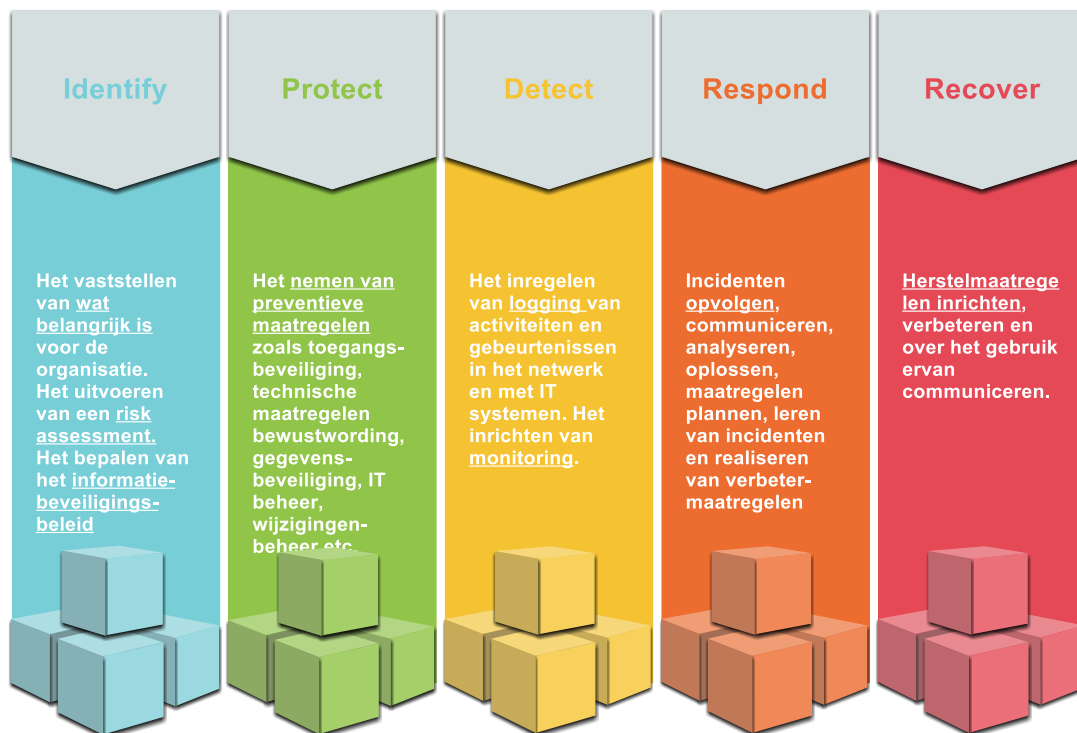 Identify
Het vaststellen
van wat
belangrijk is
voor de
organisatie.
Het uitvoeren
van een risk
assessment.
Het bepalen van
het informatie-
beveiligings-
beleid
Protect
Het nemen van
preventieve
maatregelen
zoals toegangs-
beveiliging,
technische
maatregelen
bewustwording,
gegevens-
beveiliging, IT
beheer,
wijzigingen-
beheer etc.
Detect
Het inregelen
van logging van
activiteiten en
gebeurtenissen
in het netwerk
en met IT
systemen. Het
inrichten van
monitoring.
Respond
Incidenten
opvolgen,
communiceren,
analyseren,
oplossen,
maatregelen
plannen, leren
van incidenten
en realiseren
van verbeter-
maatregelen
Recover
Herstelmaatrege
len inrichten,
verbeteren en
over het gebruik
ervan
communiceren.